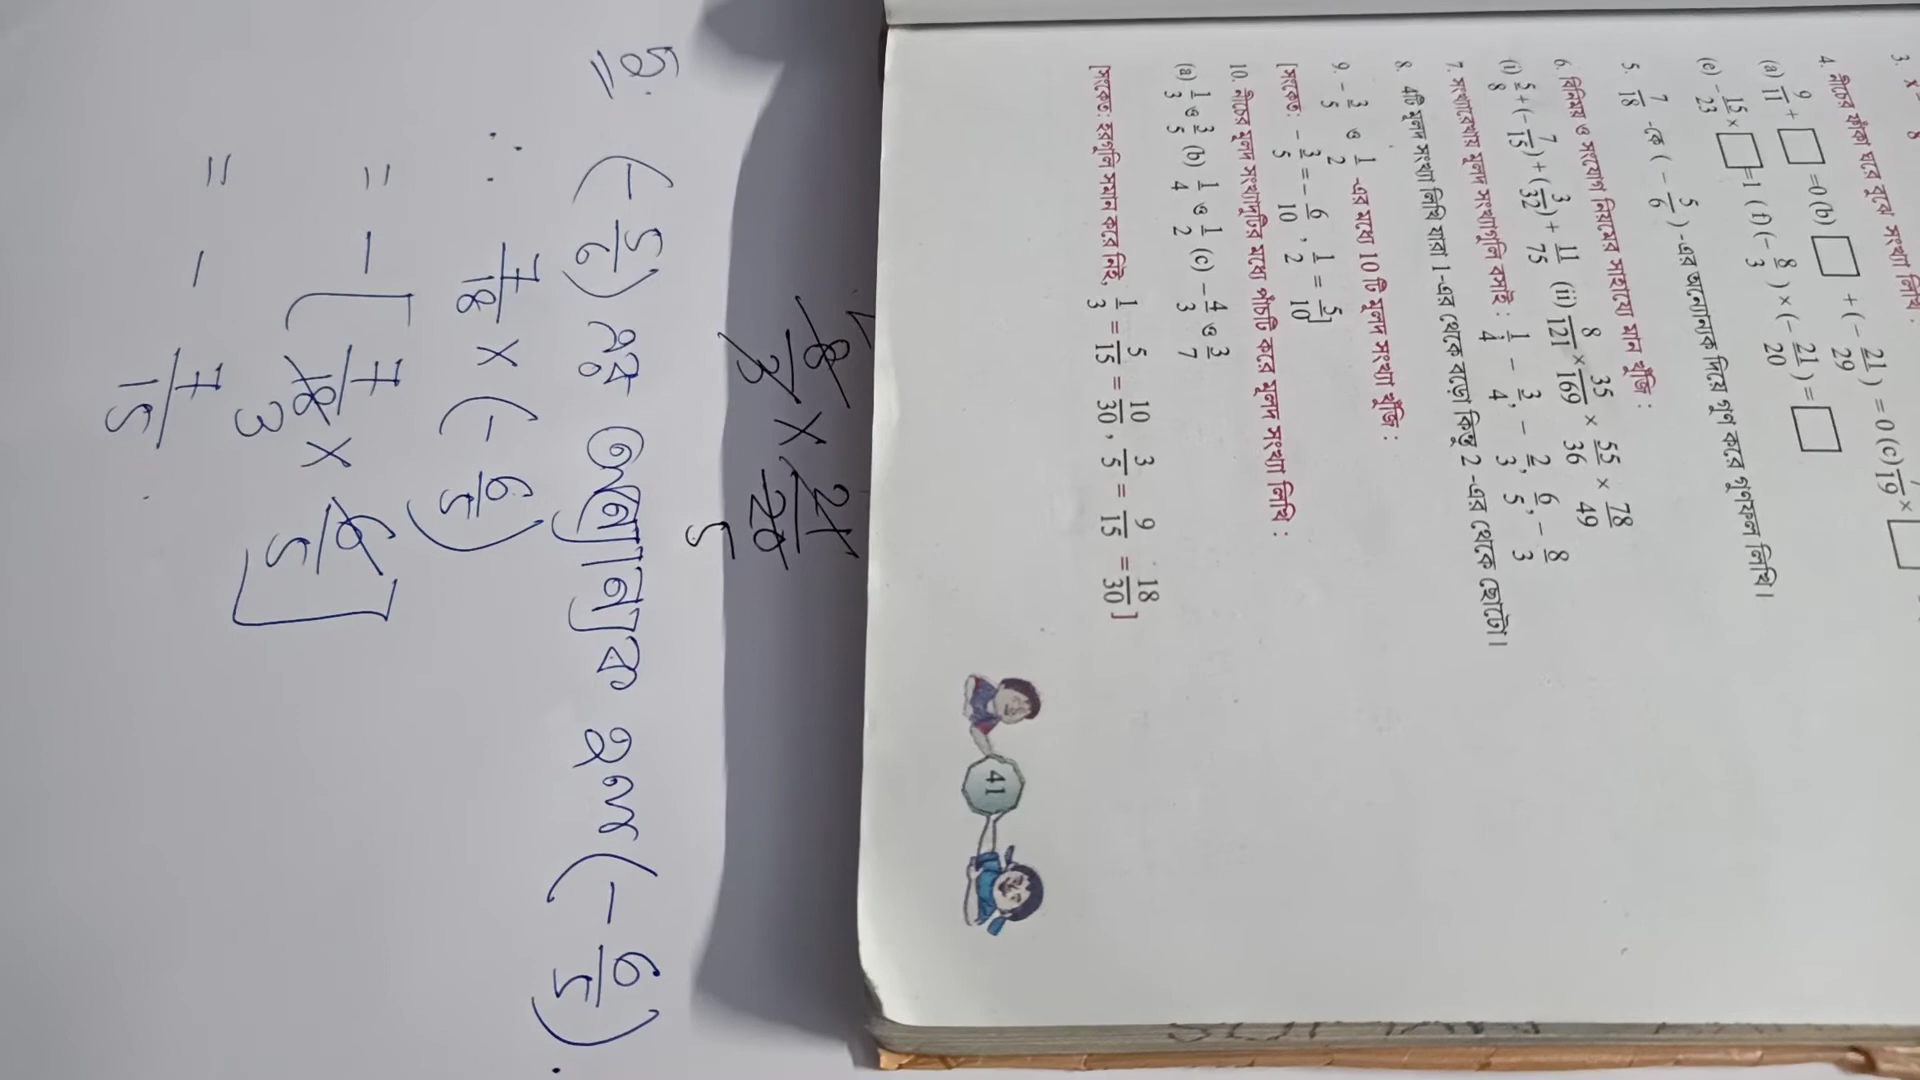 4. নীচের ফাঁকা ঘরে বুঝে সংখ্যা লিখি :
(a) 9/11 + □ = 0 (b) □ + (- 21/29) = 0 (c)
(e) - 15/23 × □ = 1 (f) (- 8/3) × (- 21/20) = □
5. 7/18 -কে (- 5/6) -এর অন্যোন্যক দিয়ে গুণ করে গুণফল লিখি।
6. বিনিময় ও সংযোগ নিয়মের সাহায্যে মান খুঁজি :
(i) 5/8 + (- 7/15) + (3/32) + 11/75 (ii) 8/121 × 35/169 × 55/36 × 78/49
7. সংখ্যারেখায় মূলদ সংখ্যাগুলি বসাই : 1/4 - 3/4, - 2/3, 6/5, - 8/3
8. 4টি মূলদ সংখ্যা লিখি যারা 1-এর থেকে বড়ো কিন্তু 2 -এর থেকে ছোটো।
9. - 3/5 ও 1/2 -এর মধ্যে 10 টি মূলদ সংখ্যা খুঁজি :
[সংকেত: - 3/5 = - 6/10 , 1/2 = 5/10]
10. নীচের মূলদ সংখ্যাদুটির মধ্যে পাঁচটি করে মূলদ সংখ্যা লিখি :
(a) 1/3 ও 3/5 (b) 1/4 ও 1/2 (c) - 4/3 ও 3/7
[সংকেত: হরগুলি সমান করে নিই, 1/3 = 5/15 = 10/30, 3/5 = 9/15 = 18/30]
41
8/3 × 21/20
5
5. (- 5/6) এর অন্যোন্যক হল (- 6/5).
∴ 7/18 × (- 6/5)
= - [7/18 × 6/5]
3
= - 7/15.